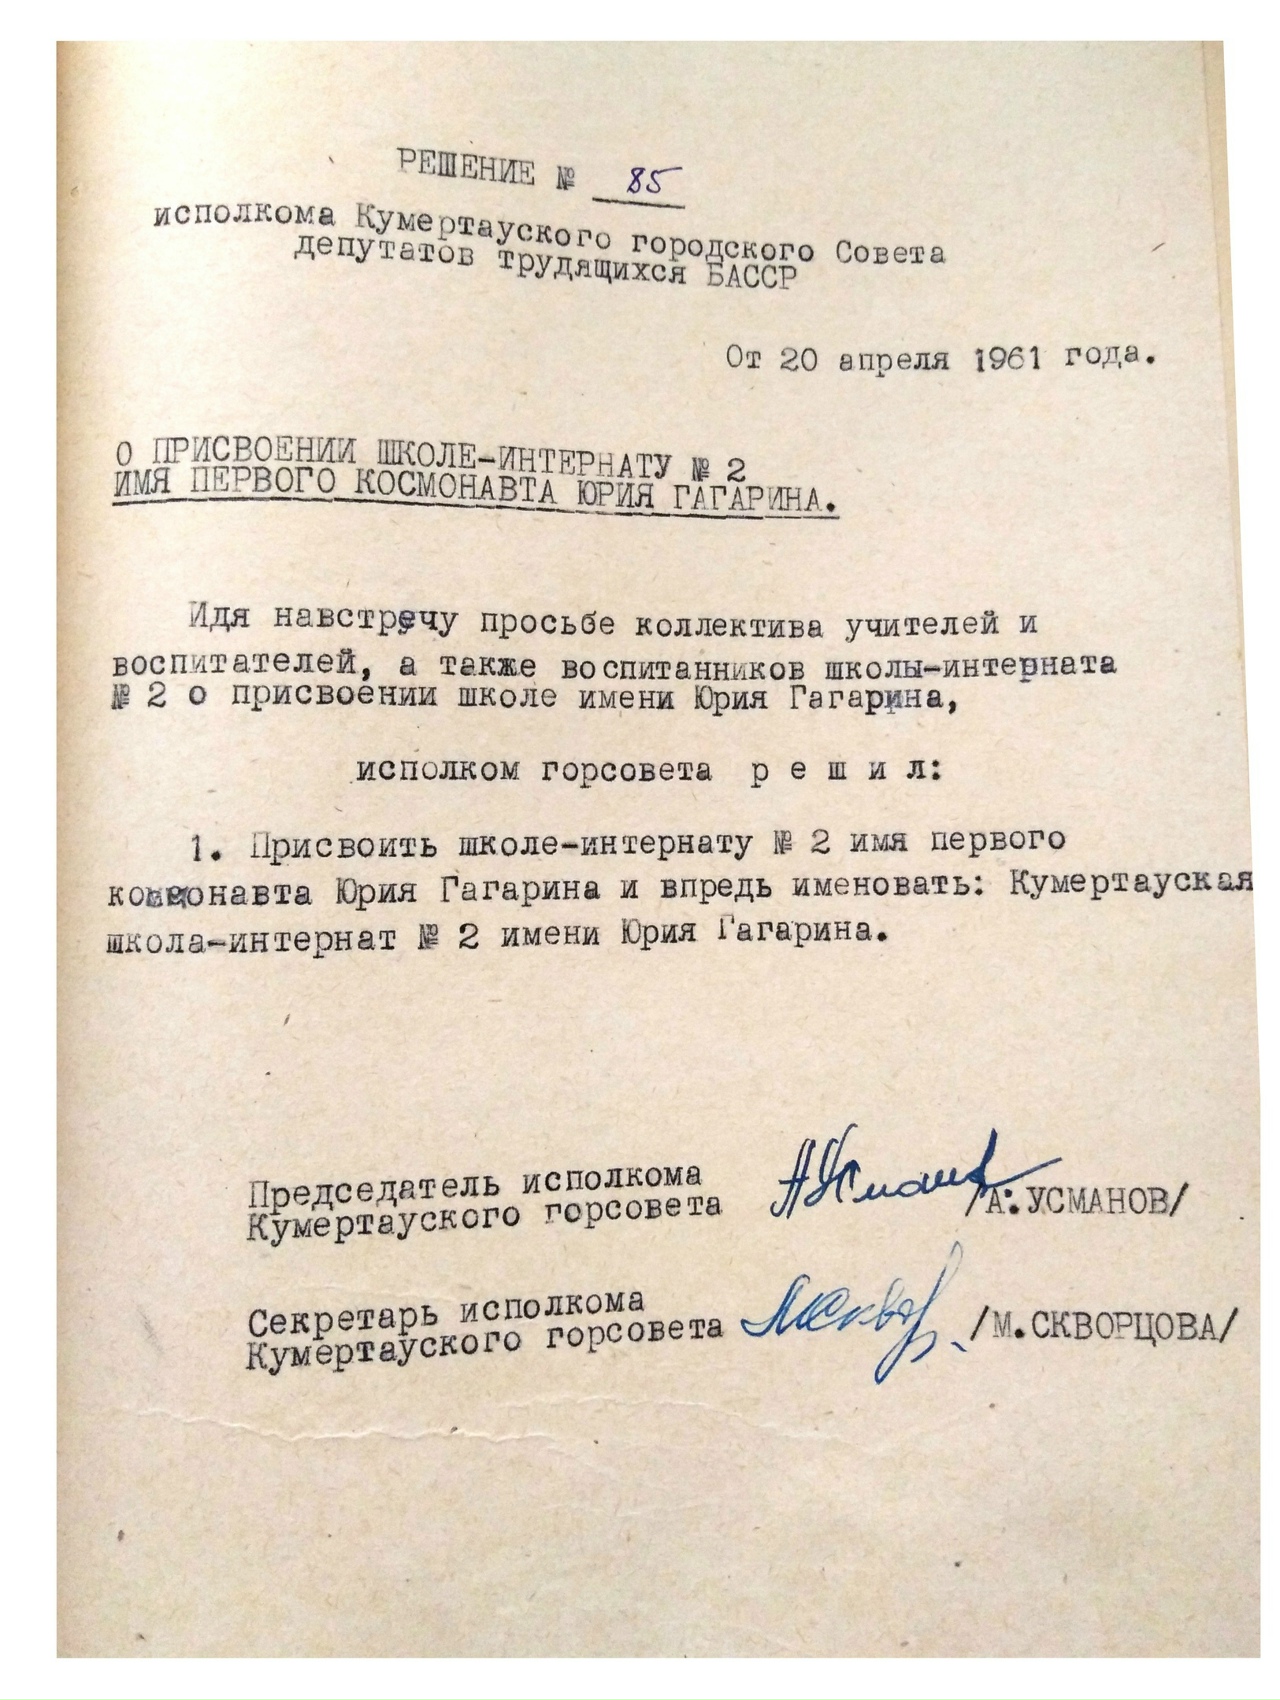 РЕШЕНИЕ № 85
исполкома Кумертауского городского Совета
депутатов трудящихся БАССР
От 20 апреля 1961 года.
О ПРИСВОЕНИИ ШКОЛЕ-ИНТЕРНАТУ № 2
ИМЯ ПЕРВОГО КОСМОНАВТА ЮРИЯ ГАГАРИНА.
Идя навстречу просьбе коллектива учителей и
воспитателей, а также воспитанников школы-интерната
№ 2 о присвоении школе имени Юрия Гагарина,
исполком горсовета р е ш и л:
1. Присвоить школе-интернату № 2 имя первого
космонавта Юрия Гагарина и впредь именовать: Кумертауская
школа-интернат № 2 имени Юрия Гагарина.
Председатель исполкома
Кумертауского горсовета /А.УСМАНОВ/
Секретарь исполкома
Кумертауского горсовета /М.СКВОРЦОВА/